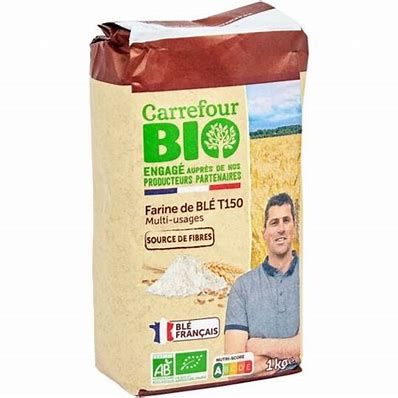 Carrefour
BIO
ENGAGÉ AUPRÈS DE NOS
PRODUCTEURS PARTENAIRES
Farine de BLÉ T150
Multi-usages
SOURCE DE FIBRES
BLÉ
FRANÇAIS
AB
NUTRI-SCORE
ABCDE
1kg